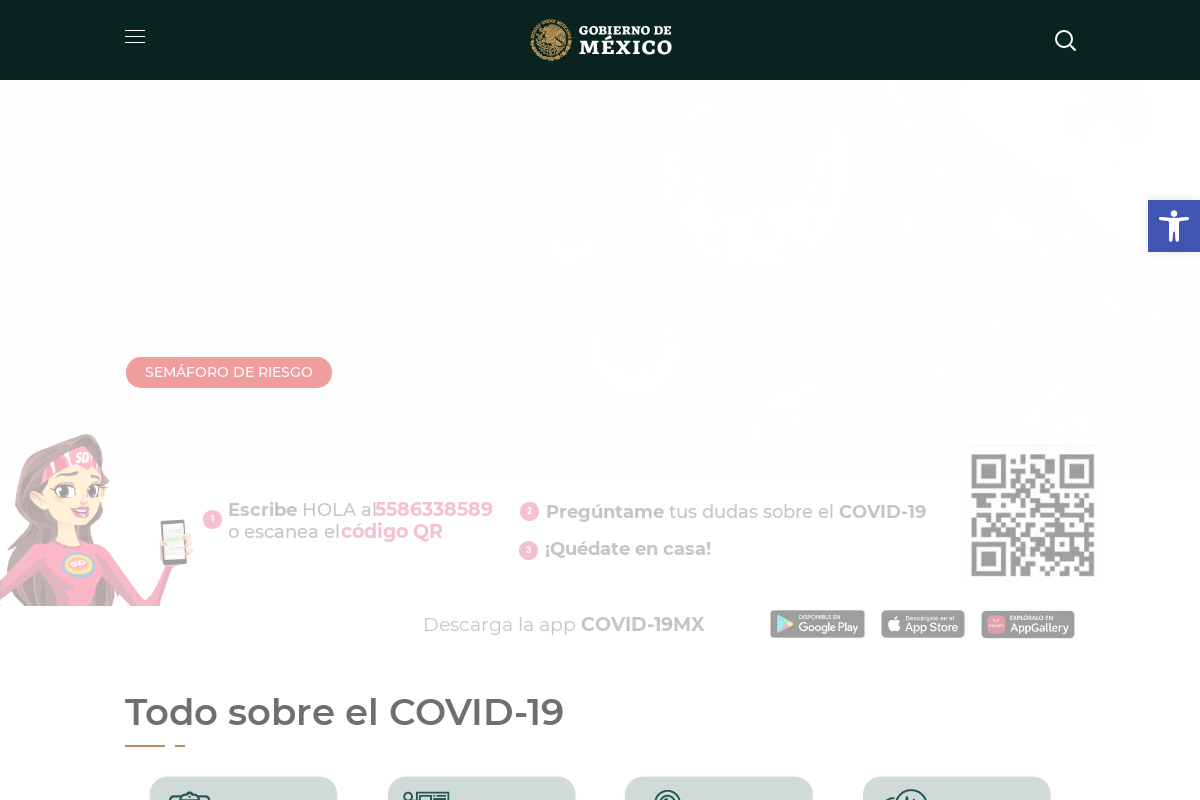 GOBIERNO DE
MÉXICO
SEMÁFORO DE RIESGO
SD
1 Escribe HOLA al 5586338589
o escanea el código QR
2 Pregúntame tus dudas sobre el COVID-19
3 ¡Quédate en casa!
SD
Descarga la app COVID-19MX
DISPONIBLE EN
Google Play
Descárgalo en el
App Store
EXPLÓRALO EN
AppGallery
Todo sobre el COVID-19